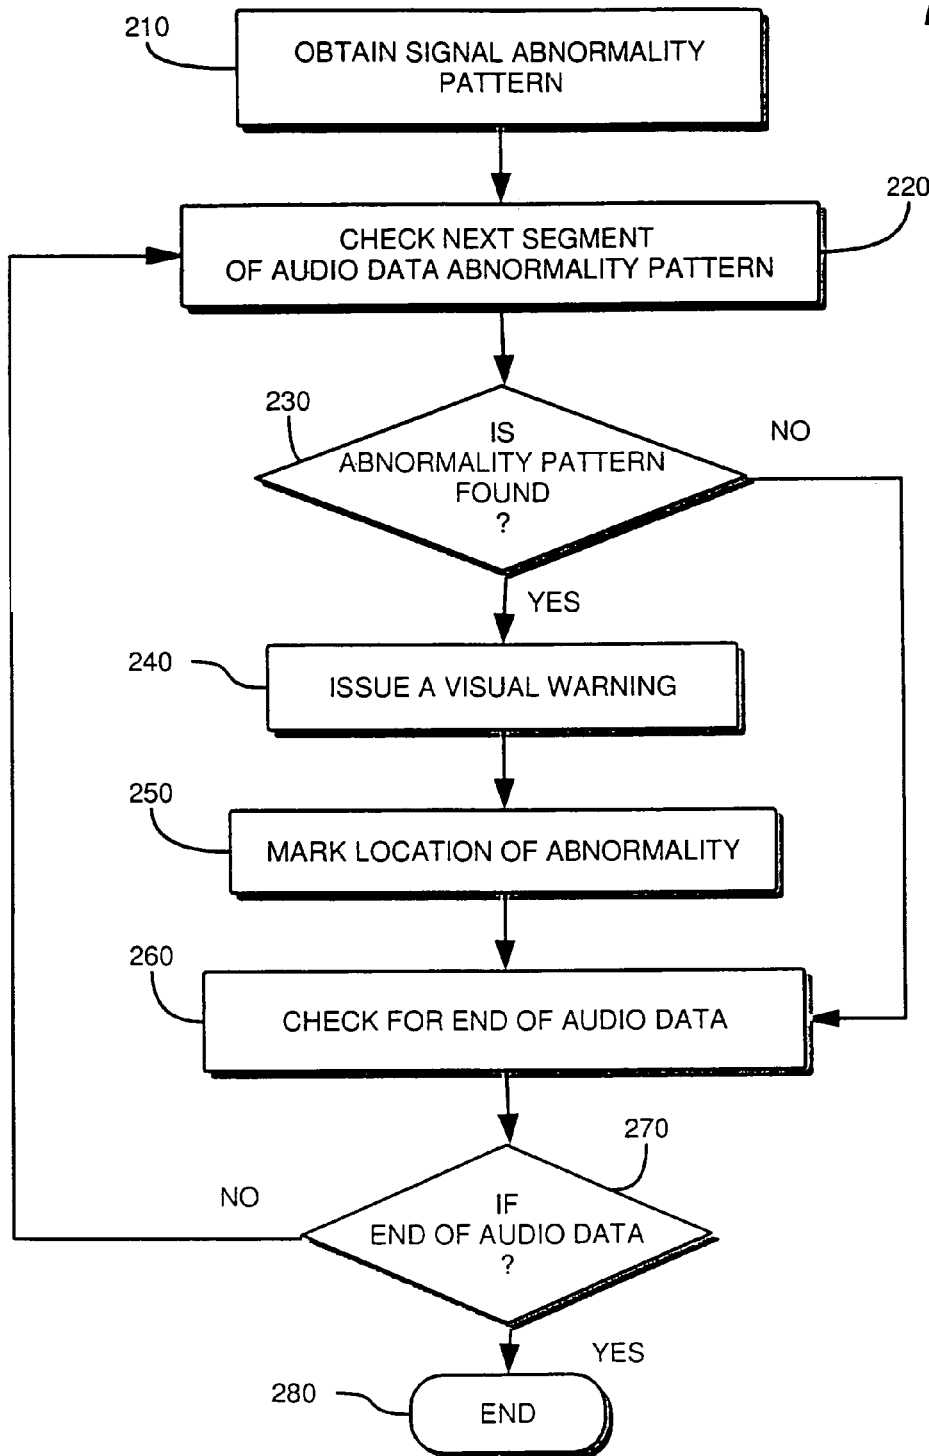 210
OBTAIN SIGNAL ABNORMALITY
PATTERN
220
CHECK NEXT SEGMENT
OF AUDIO DATA ABNORMALITY PATTERN
230
IS
ABNORMALITY PATTERN
FOUND
?
NO
YES
240
ISSUE A VISUAL WARNING
250
MARK LOCATION OF ABNORMALITY
260
CHECK FOR END OF AUDIO DATA
270
NO
IF
END OF AUDIO DATA
?
YES
280
END